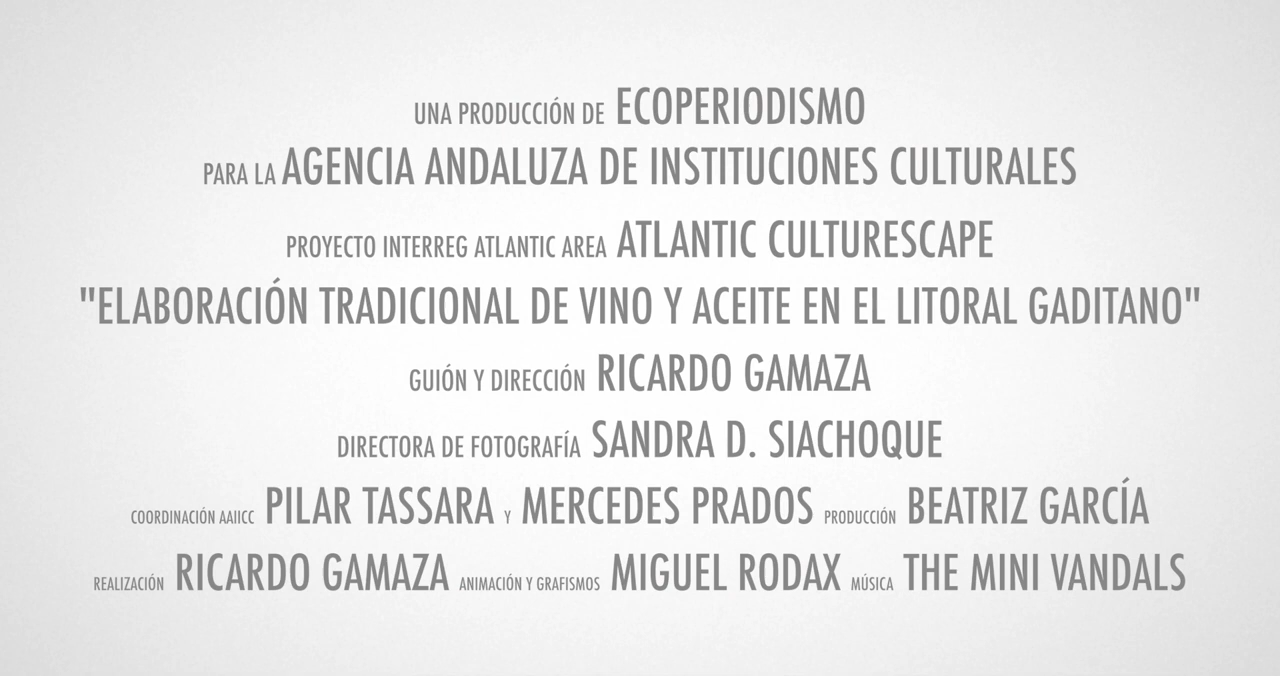 UNA PRODUCCIÓN DE ECOPERIODISMO
PARA LA AGENCIA ANDALUZA DE INSTITUCIONES CULTURALES
PROYECTO INTERREG ATLANTIC AREA ATLANTIC CULTURESCAPE
"ELABORACIÓN TRADICIONAL DE VINO Y ACEITE EN EL LITORAL GADITANO"
GUIÓN Y DIRECCIÓN RICARDO GAMAZA
DIRECTORA DE FOTOGRAFÍA SANDRA D. SIACHOQUE
COORDINACIÓN AAIICC PILAR TASSARA Y MERCEDES PRADOS PRODUCCIÓN BEATRIZ GARCÍA
REALIZACIÓN RICARDO GAMAZA ANIMACIÓN Y GRAFISMOS MIGUEL RODAX MÚSICA THE MINI VANDALS